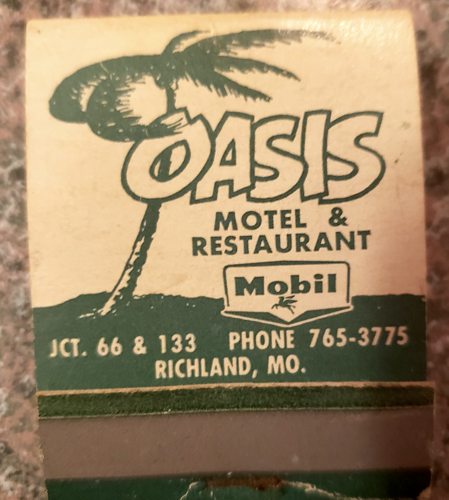 OASIS
MOTEL &
RESTAURANT
Mobil
JCT. 66 & 133 PHONE 765-3775
RICHLAND, MO.